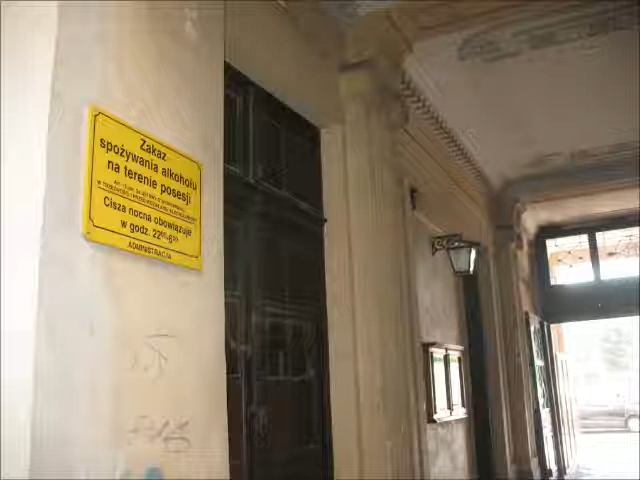 Zakaz
spożywania alkoholu
na terenie posesji
Cisza nocna obowiązuje
w godz. 22⁰⁰-6⁰⁰
ADMINISTRACJA